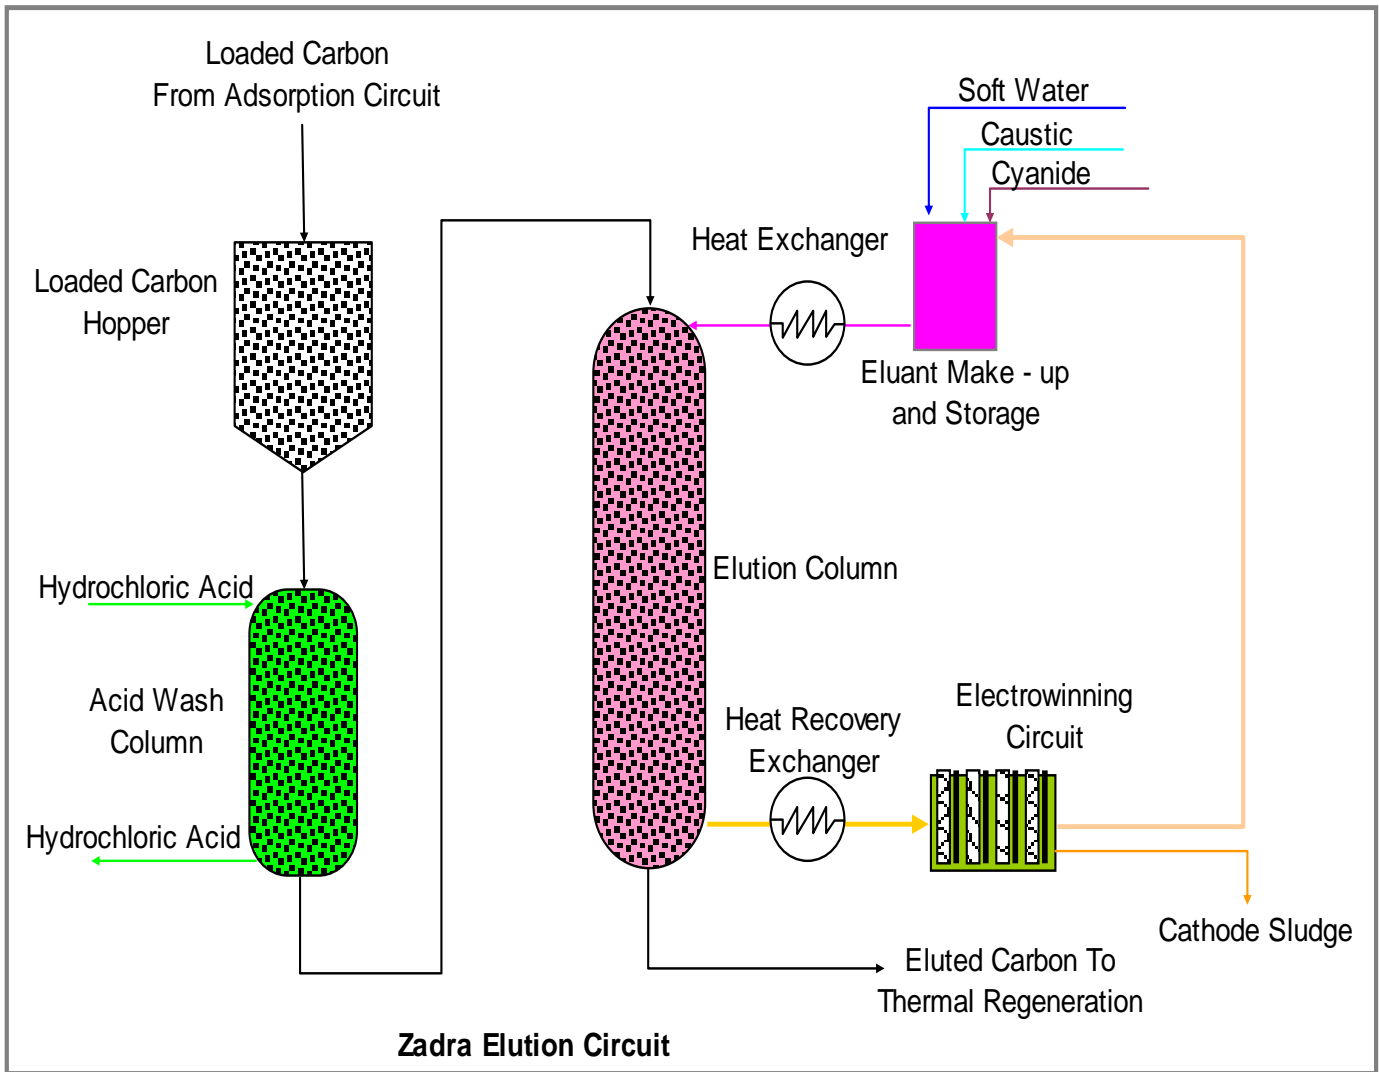 Loaded Carbon
From Adsorption Circuit
Soft Water
Caustic
Cyanide
Heat Exchanger
Loaded Carbon
Hopper
Eluant Make - up
and Storage
Elution Column
Hydrochloric Acid
Acid Wash
Column
Heat Recovery
Exchanger
Electrowinning
Circuit
Hydrochloric Acid
Cathode Sludge
Eluted Carbon To
Thermal Regeneration
Zadra Elution Circuit